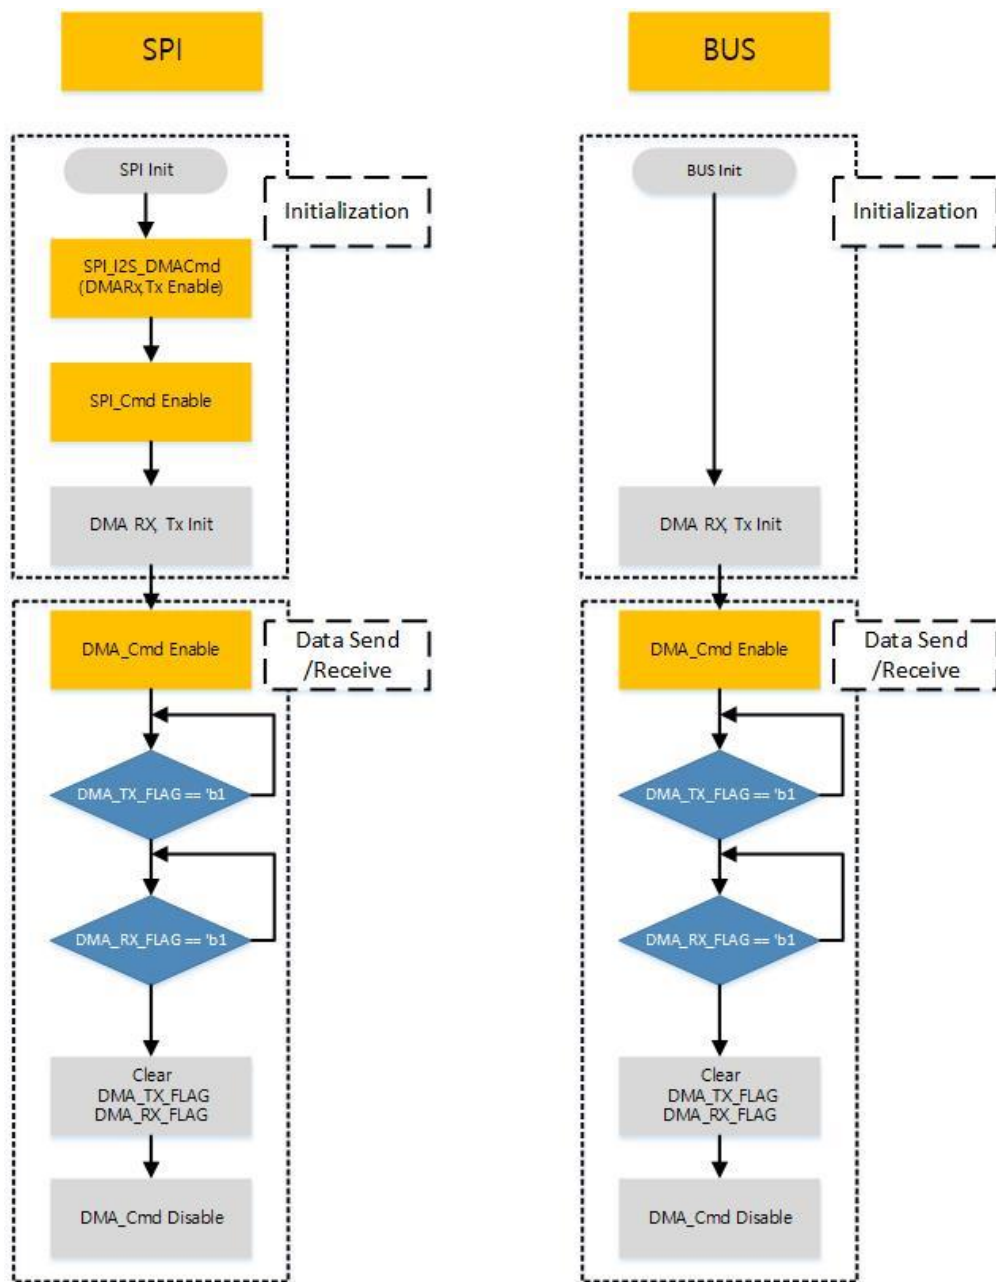 SPI
SPI Init
Initialization
SPI_I2S_DMACmd
(DMARx,Tx Enable)
SPI_Cmd Enable
DMA RX, Tx Init
DMA_Cmd Enable
Data Send
/Receive
DMA_TX_FLAG == 'b1
DMA_RX_FLAG == 'b1
Clear
DMA_TX_FLAG
DMA_RX_FLAG
DMA_Cmd Disable
BUS
BUS Init
Initialization
DMA RX, Tx Init
DMA_Cmd Enable
Data Send
/Receive
DMA_TX_FLAG == 'b1
DMA_RX_FLAG == 'b1
Clear
DMA_TX_FLAG
DMA_RX_FLAG
DMA_Cmd Disable